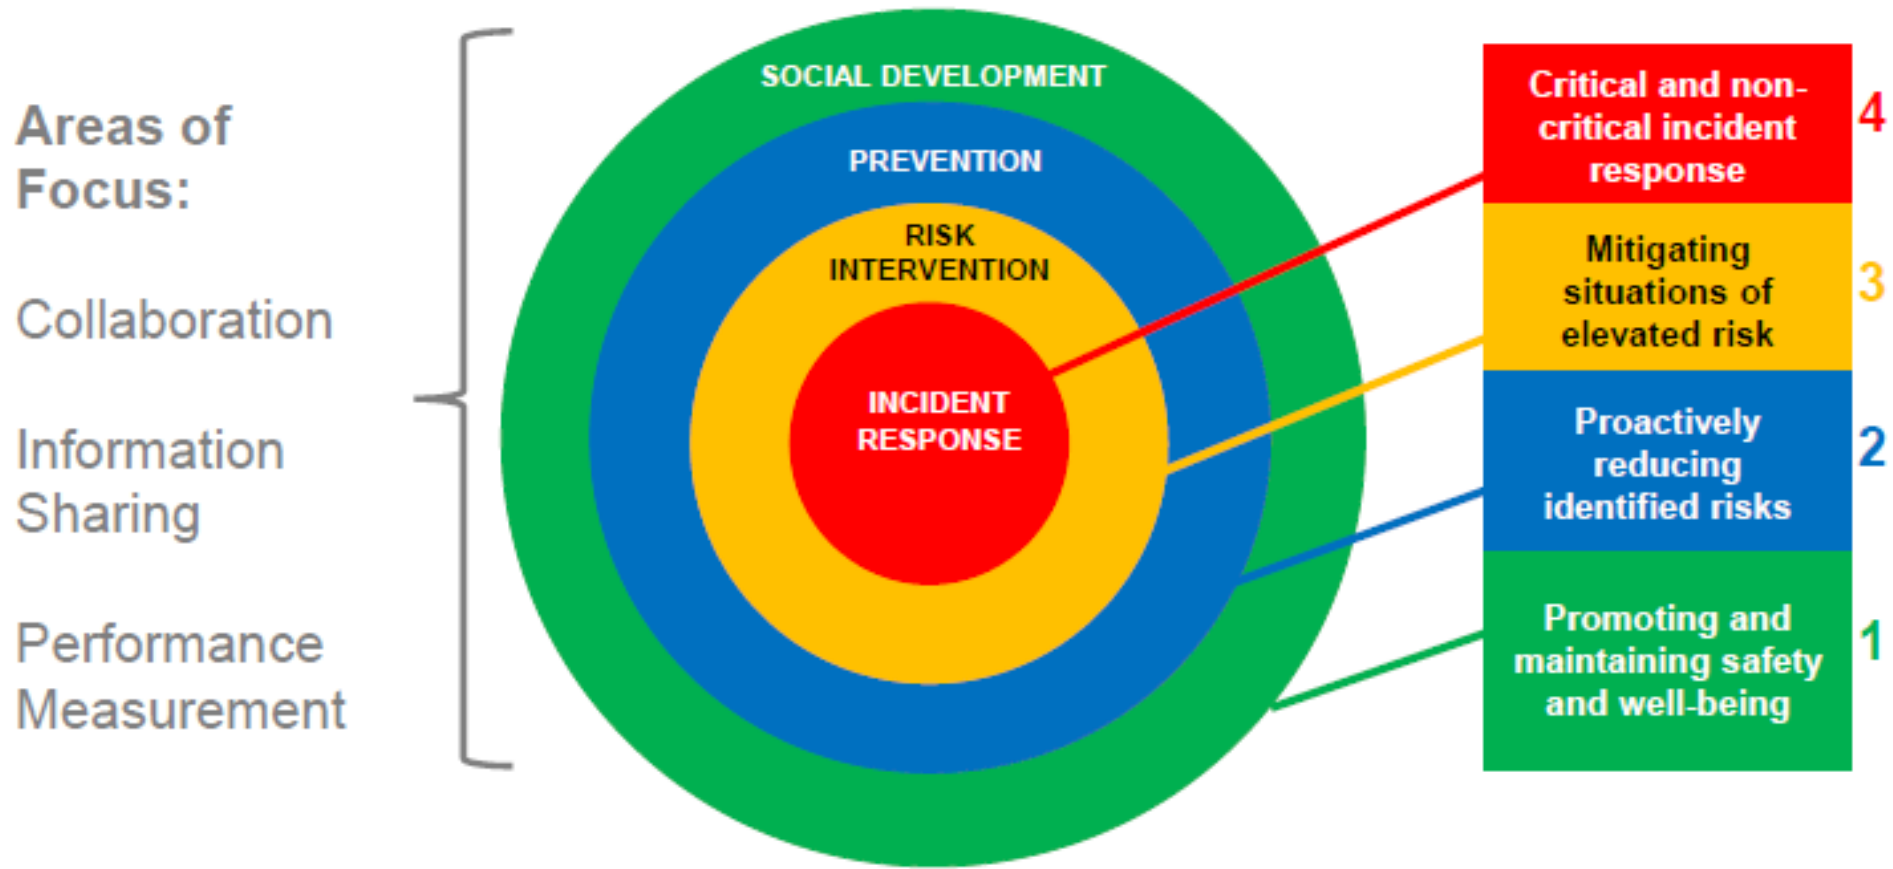 Areas of
Focus:
Collaboration
Information
Sharing
Performance
Measurement
SOCIAL DEVELOPMENT
PREVENTION
RISK
INTERVENTION
INCIDENT
RESPONSE
Critical and non-
critical incident
response
4
Mitigating
situations of
elevated risk
3
Proactively
reducing
identified risks
2
Promoting and
maintaining safety
and well-being
1